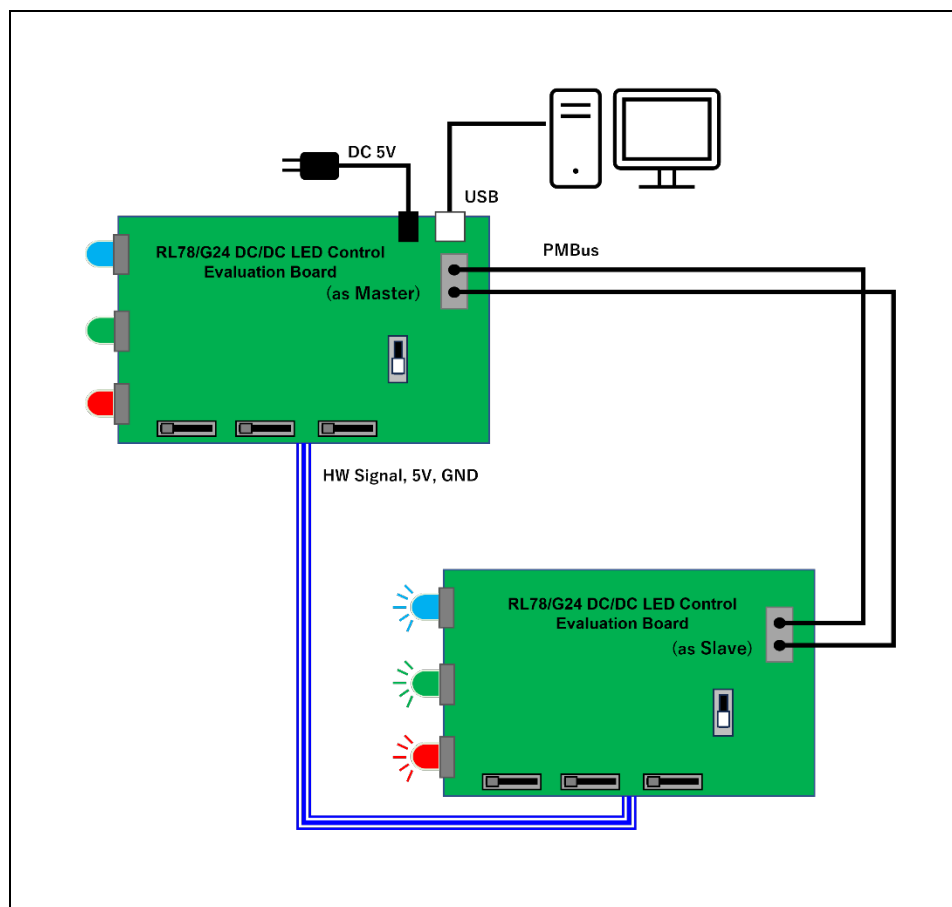 DC 5V
USB
RL78/G24 DC/DC LED Control
Evaluation Board
(as Master)
PMBus
HW Signal, 5V, GND
RL78/G24 DC/DC LED Control
Evaluation Board
(as Slave)